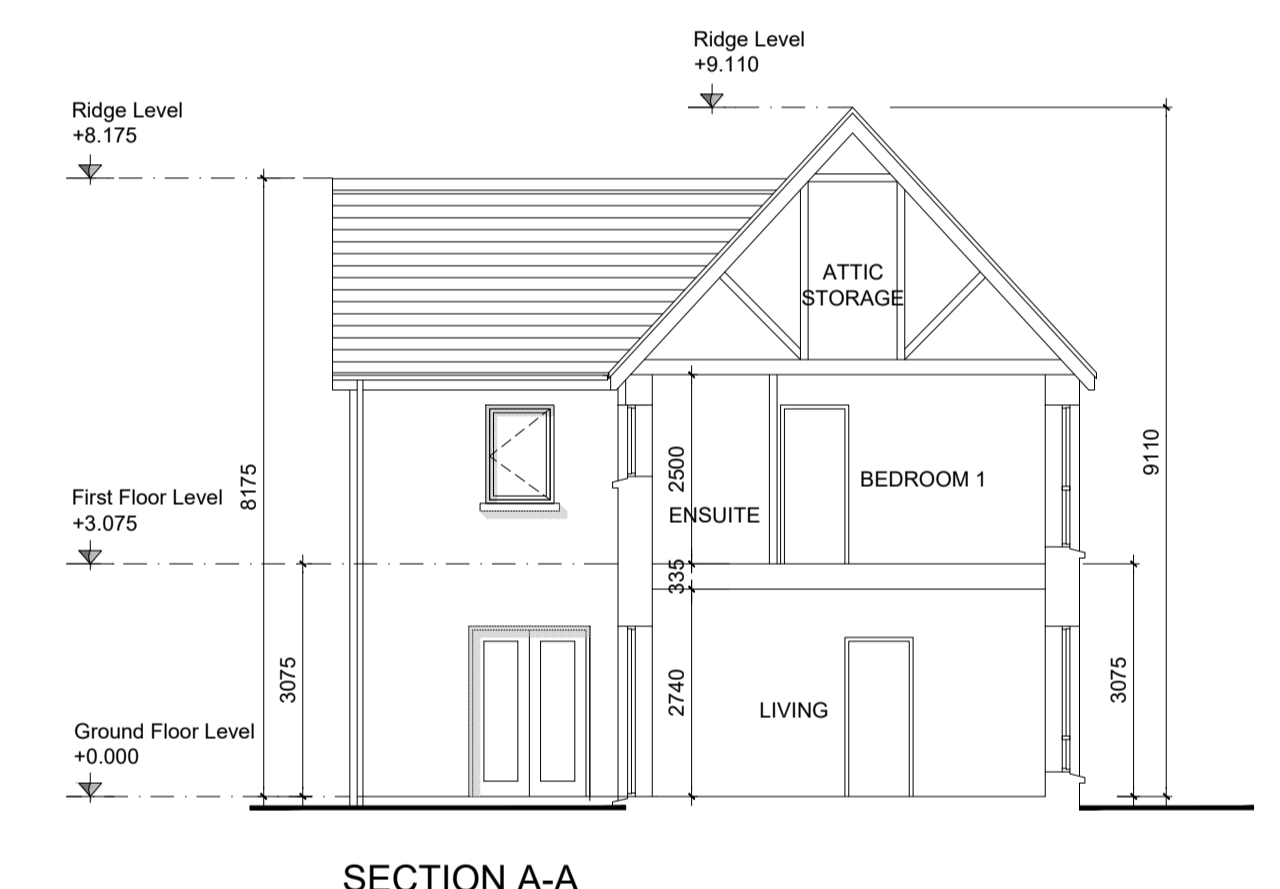 Ridge Level
+9.110
Ridge Level
+8.175
ATTIC
STORAGE
8175
9110
2500
BEDROOM 1
First Floor Level
+3.075
ENSUITE
335
3075
3075
2740
LIVING
Ground Floor Level
+0.000
SECTION A-A